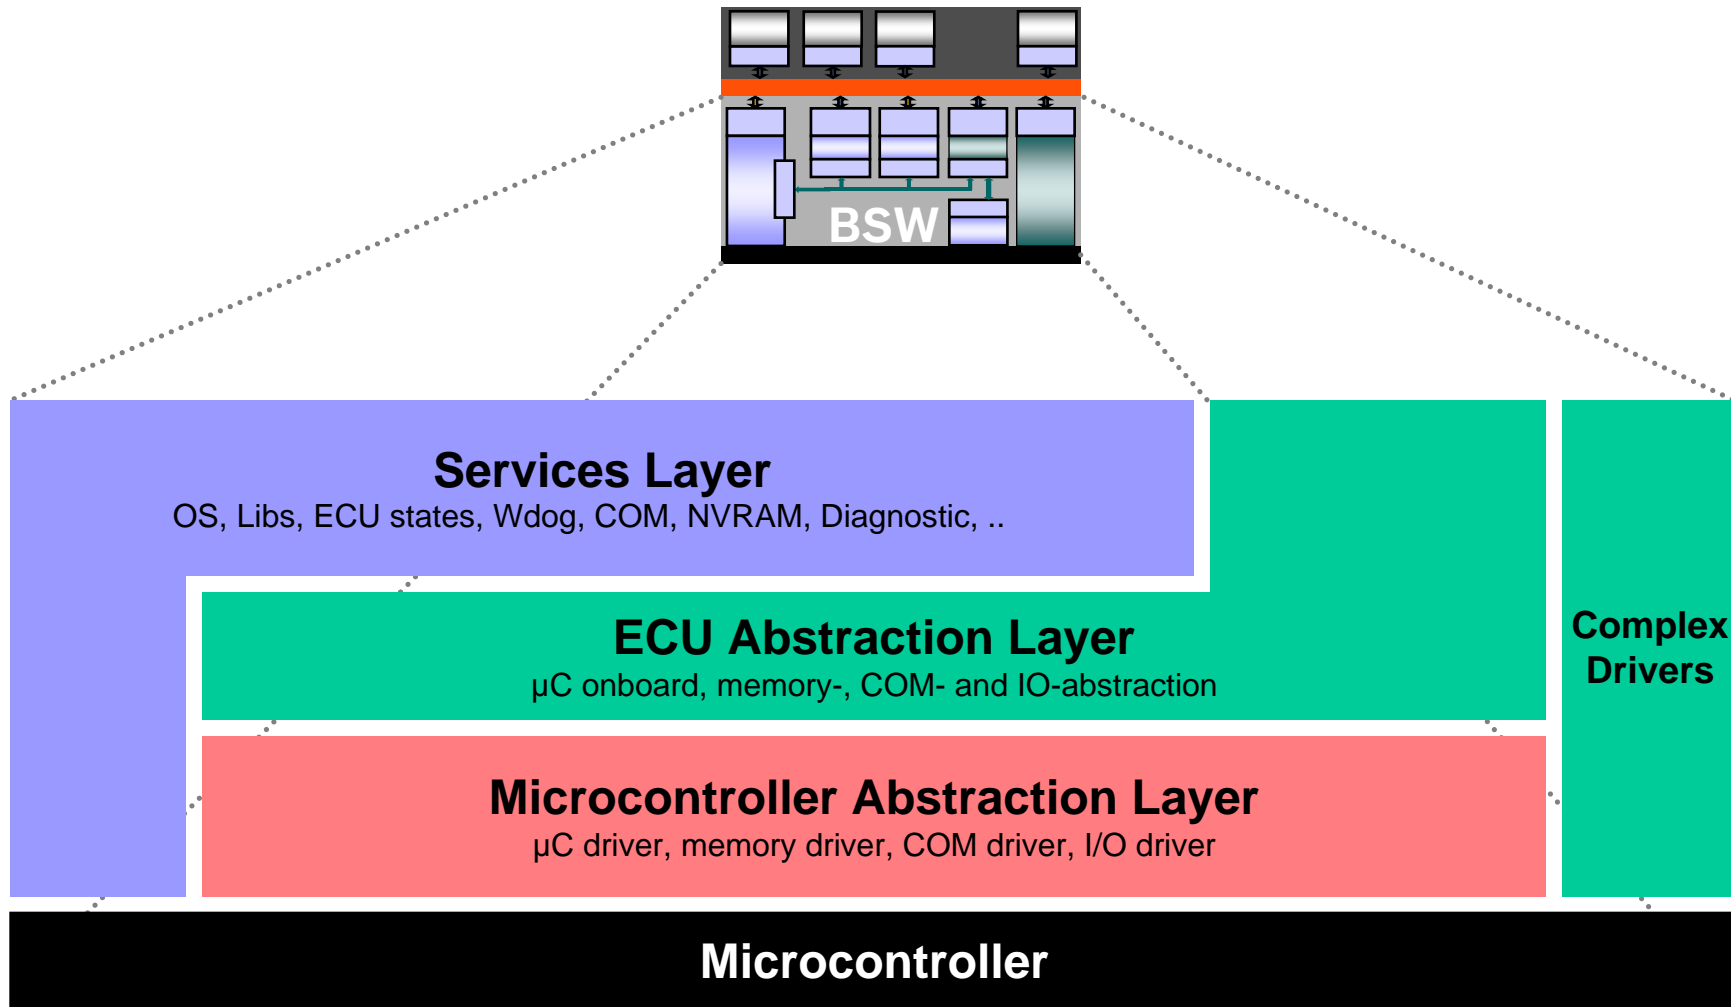 BSW
Services Layer
OS, Libs, ECU states, Wdog, COM, NVRAM, Diagnostic, ..
ECU Abstraction Layer
µC onboard, memory-, COM- and IO-abstraction
Complex
Drivers
Microcontroller Abstraction Layer
µC driver, memory driver, COM driver, I/O driver
Microcontroller